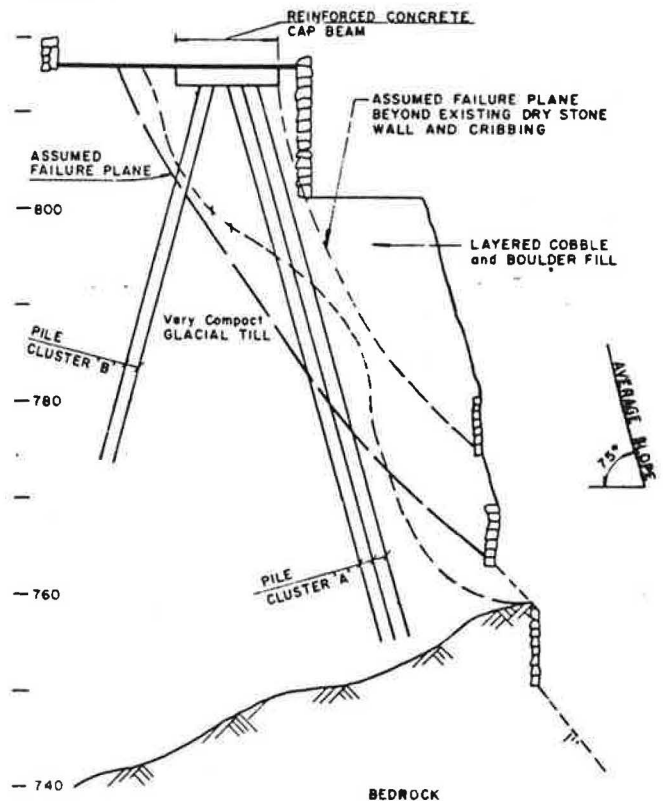 REINFORCED CONCRETE
CAP BEAM
ASSUMED FAILURE PLANE
BEYOND EXISTING DRY STONE
WALL AND CRIBBING
ASSUMED
FAILURE PLANE
800
LAYERED COBBLE
and BOULDER FILL
Very Compact
GLACIAL TILL
PILE
CLUSTER 'B'
780
AVERAGE SLOPE
75°
PILE
CLUSTER 'A'
760
740
BEDROCK